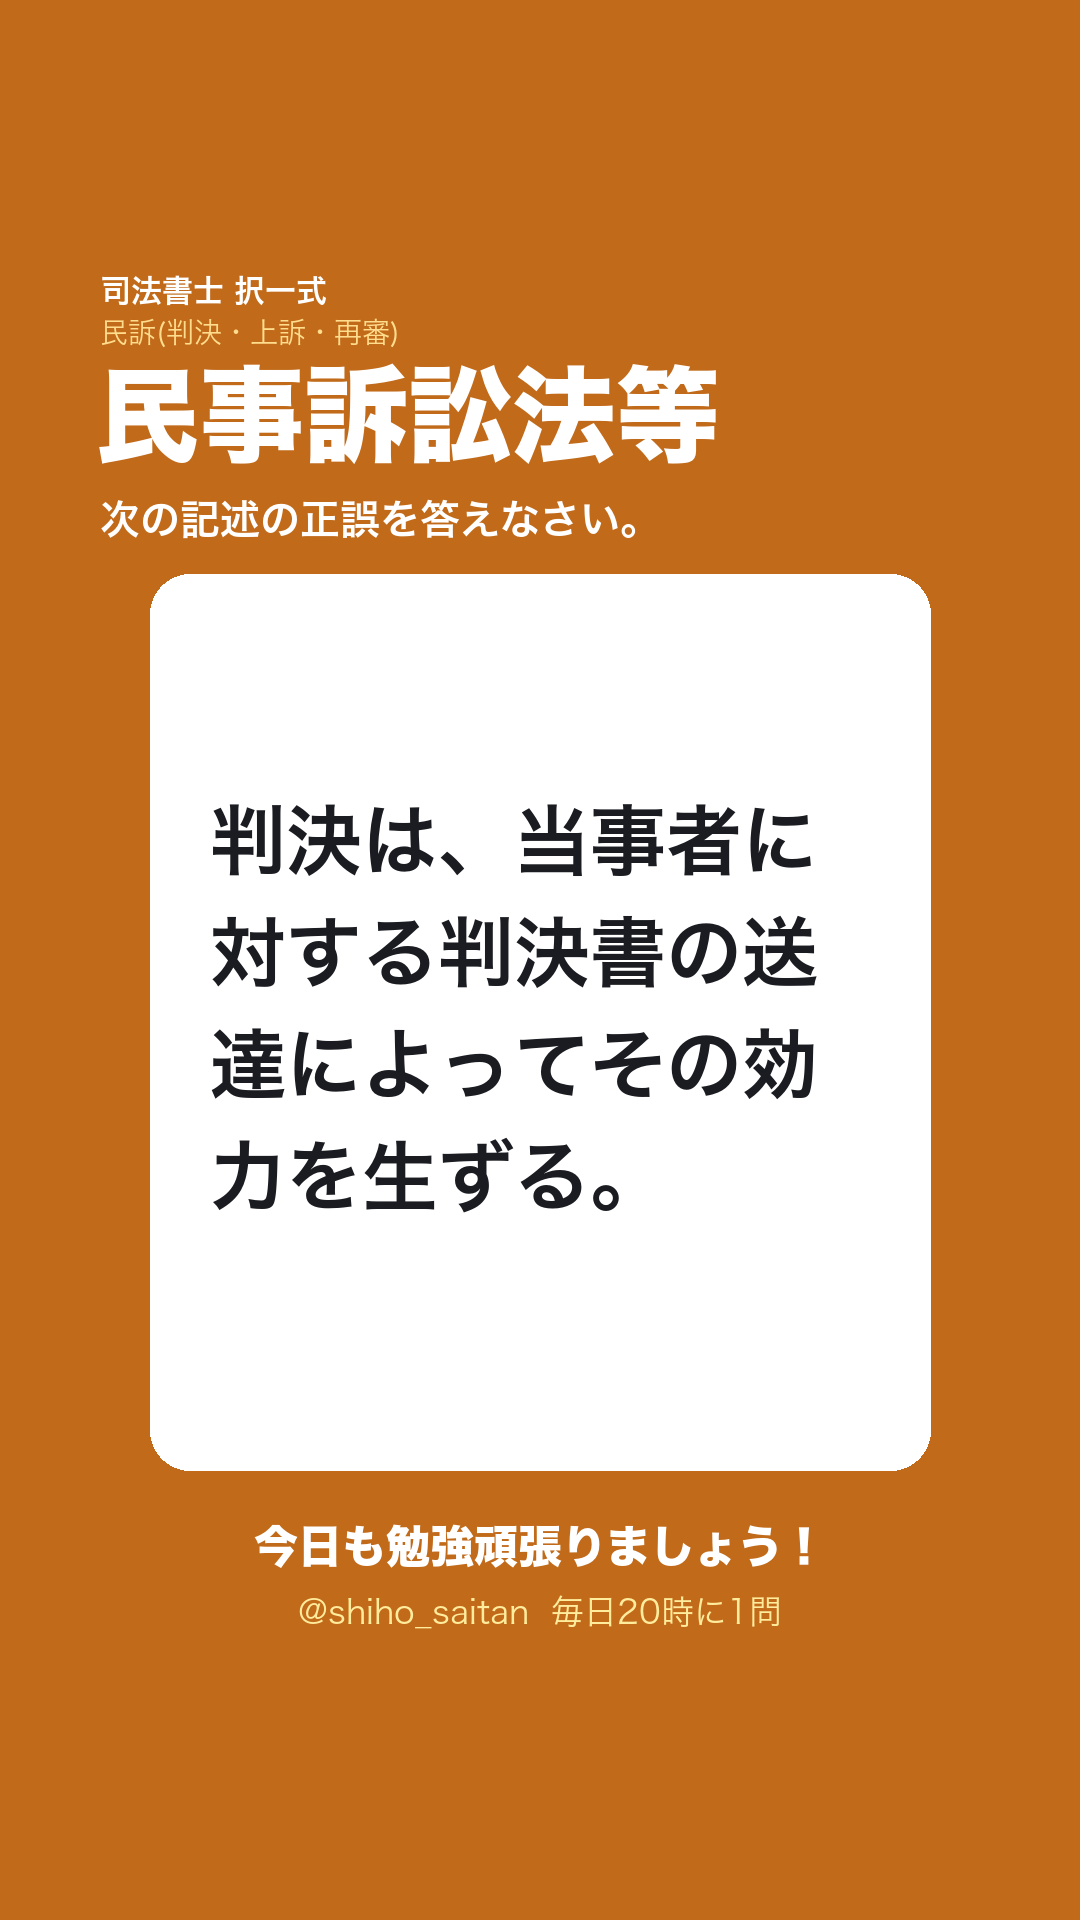 司法書士 択一式
民訴(判決・上訴・再審)
民事訴訟法等
次の記述の正誤を答えなさい。
判決は、当事者に
対する判決書の送
達によってその効
力を生ずる。
今日も勉強頑張りましょう！
@shiho_saitan 毎日20時に1問